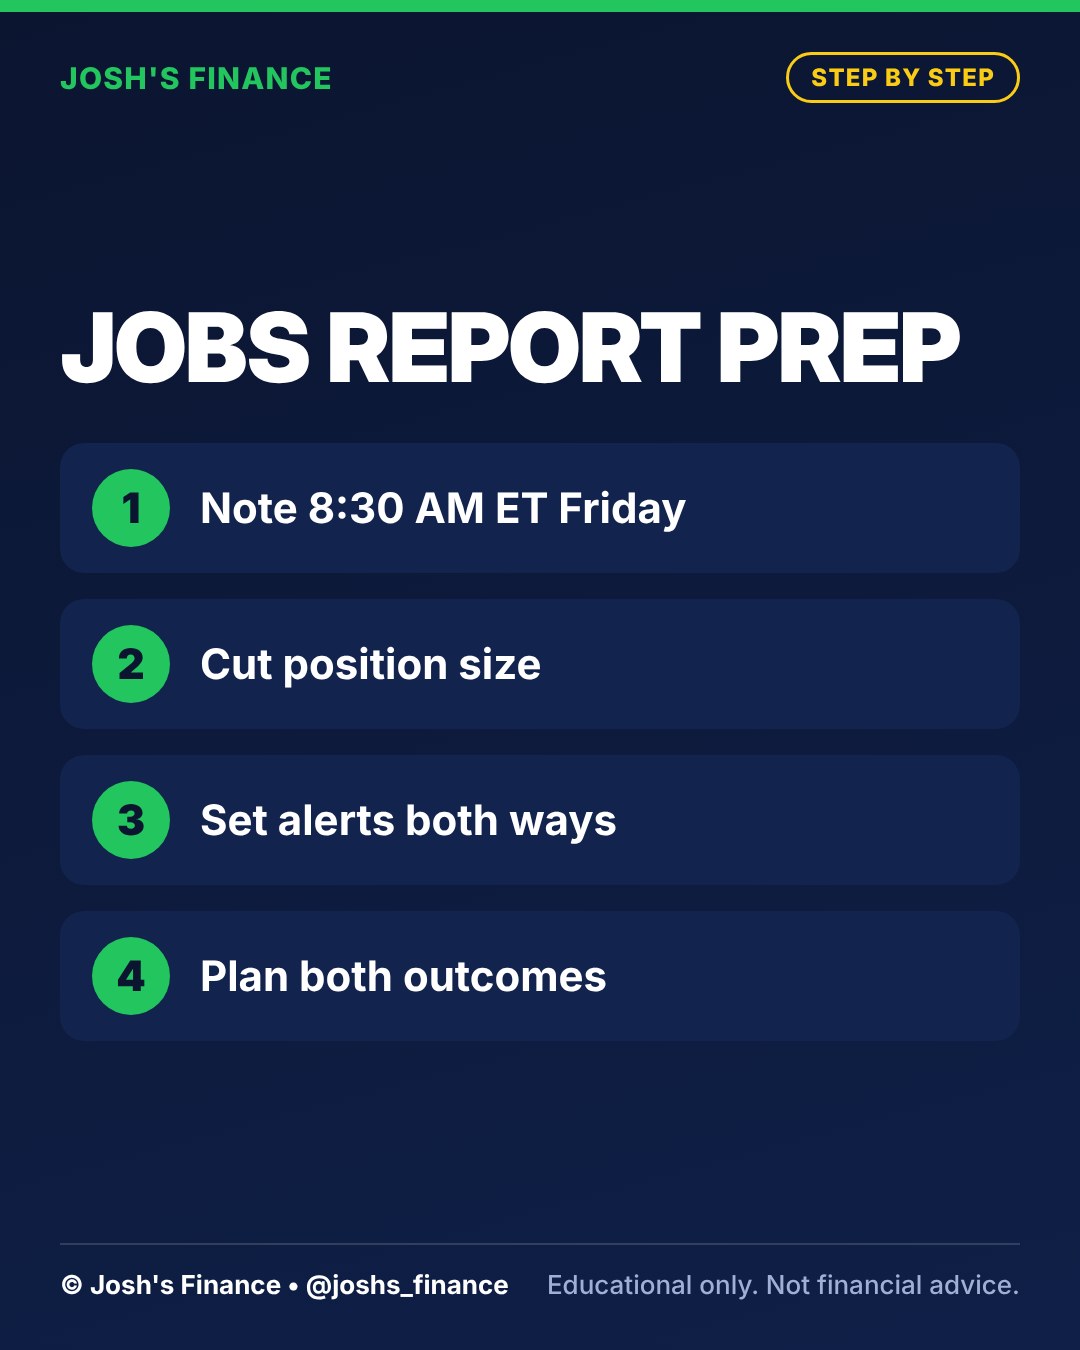 JOSH'S FINANCE
STEP BY STEP
JOBS REPORT PREP
1 Note 8:30 AM ET Friday
2 Cut position size
3 Set alerts both ways
4 Plan both outcomes
© Josh's Finance • @joshs_finance
Educational only. Not financial advice.